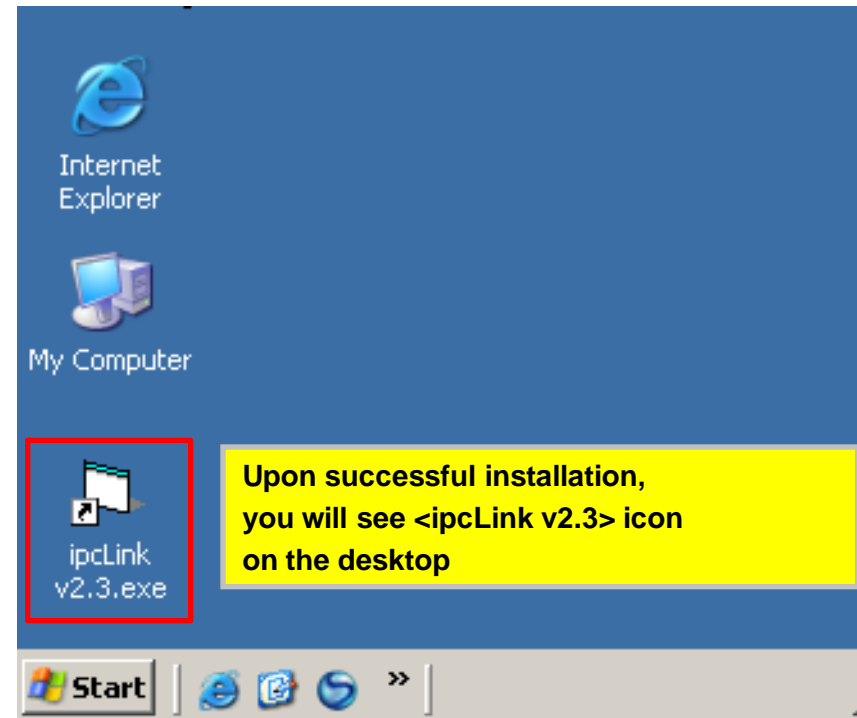 Internet
Explorer
My Computer
ipcLink
v2.3.exe
Upon successful installation,
you will see <ipcLink v2.3> icon
on the desktop
Start
»